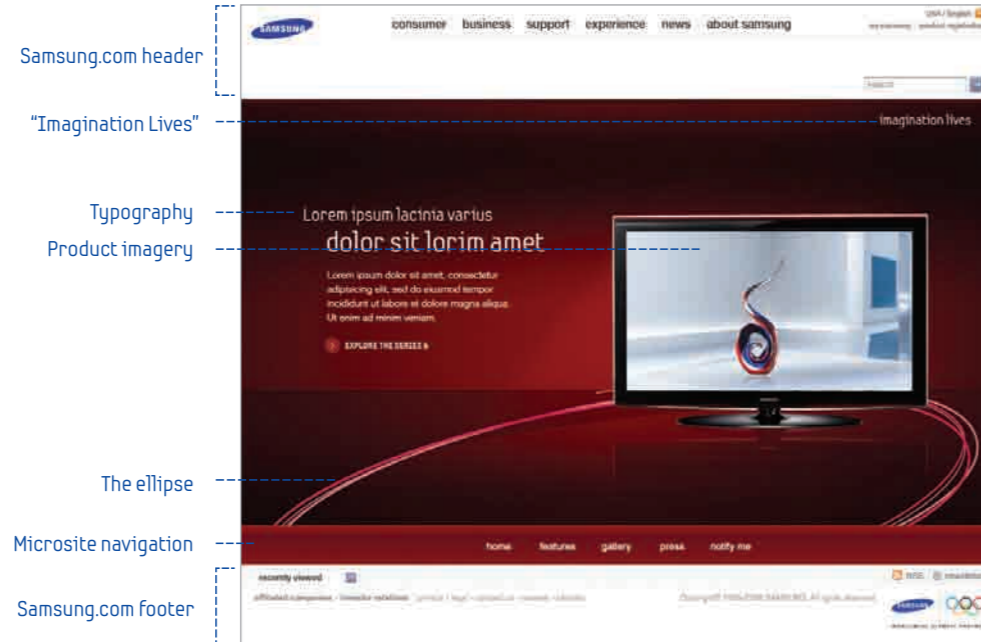 SAMSUNG
consumer business support experience news about samsung
USA / English
Samsung.com header
search
"Imagination Lives"
imagination lives
Typography
Lorem ipsum lacinia varius
Product imagery
dolor sit lorim amet
Lorem ipsum dolor sit amet, consectetur
adipisicing elit, sed do eiusmod tempor
incididunt ut labore et dolore magna aliqua.
Ut enim ad minim veniam.
EXPLORE THE SERIES 6
SAMSUNG
The ellipse
Microsite navigation
home features gallery press notify me
recently viewed
RSS
Samsung.com footer
SAMSUNG